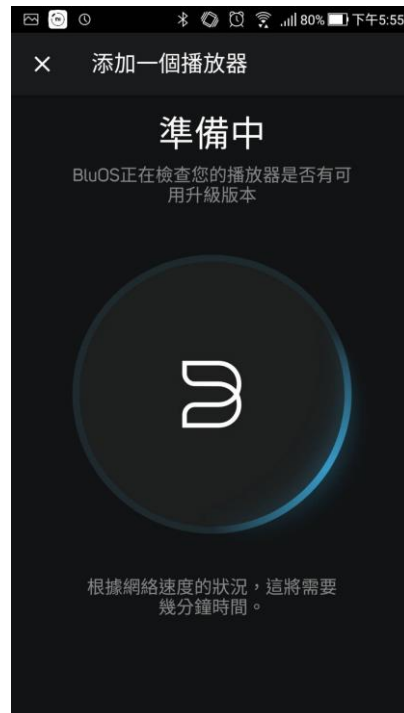 80% 下午5:55
添加一個播放器
準備中
BluOS正在檢查您的播放器是否有可
用升級版本
根據網絡速度的狀況，這將需要
幾分鐘時間。